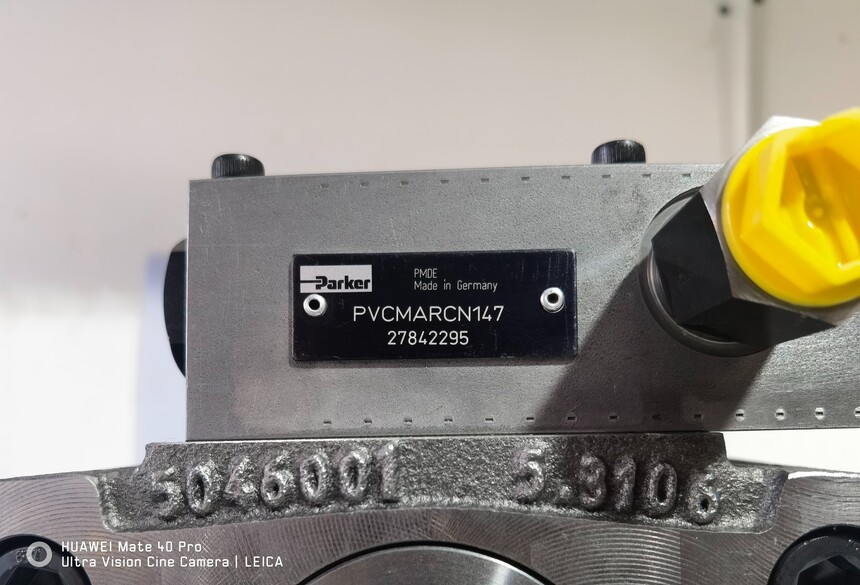 Parker
PMDE
Made in Germany
PVCMARCN147
27842295
5046001 5.3106
HUAWEI Mate 40 Pro
Ultra Vision Cine Camera | LEICA